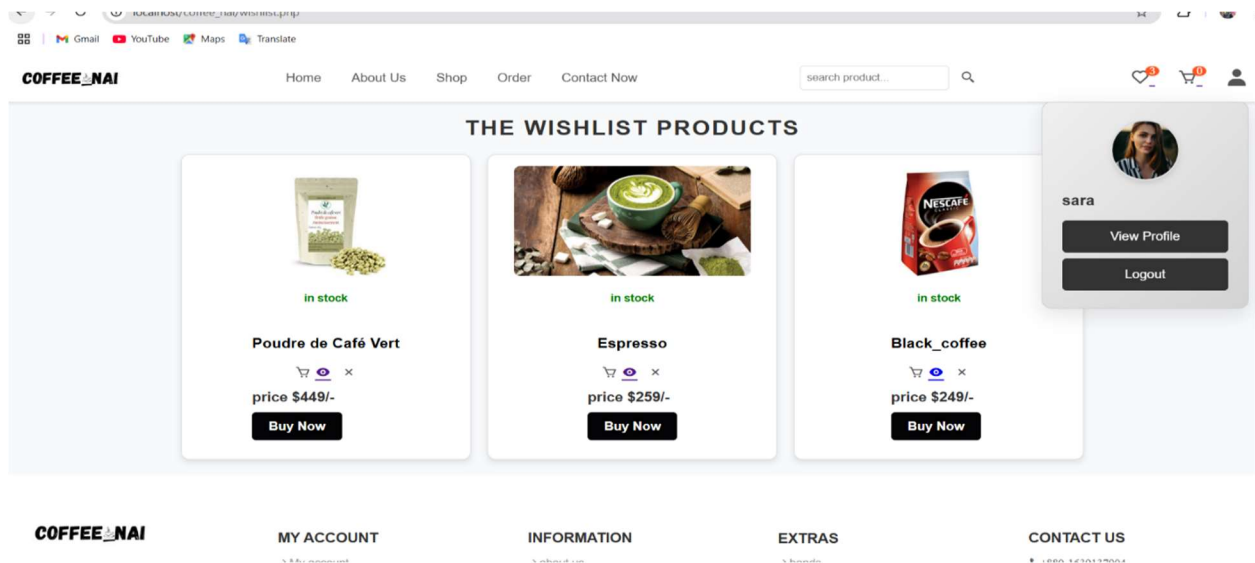 localhost/coffee_nai/wishlist.php
Gmail YouTube Maps Translate
COFFEE NAI Home About Us Shop Order Contact Now search product... 3 0
THE WISHLIST PRODUCTS
sara
View Profile
Logout
NESCAFÉ
in stock in stock in stock
Poudre de Café Vert Espresso Black_coffee
price $449/- price $259/- price $249/-
Buy Now Buy Now Buy Now
COFFEE NAI MY ACCOUNT INFORMATION EXTRAS CONTACT US